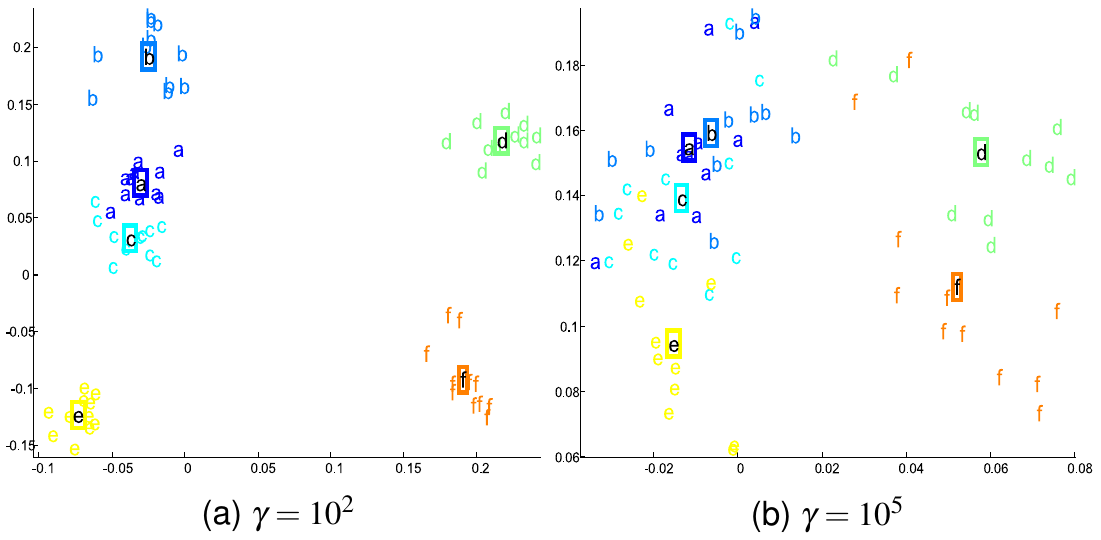 0.2
0.15
0.1
0.05
0
-0.05
-0.1
-0.15
-0.1 -0.05 0 0.05 0.1 0.15 0.2
b
a
c
d
e
f
(a) γ = 10²
0.18
0.16
0.14
0.12
0.1
0.08
0.06
-0.02 0 0.02 0.04 0.06 0.08
a
b
c
d
e
f
(b) γ = 10⁵